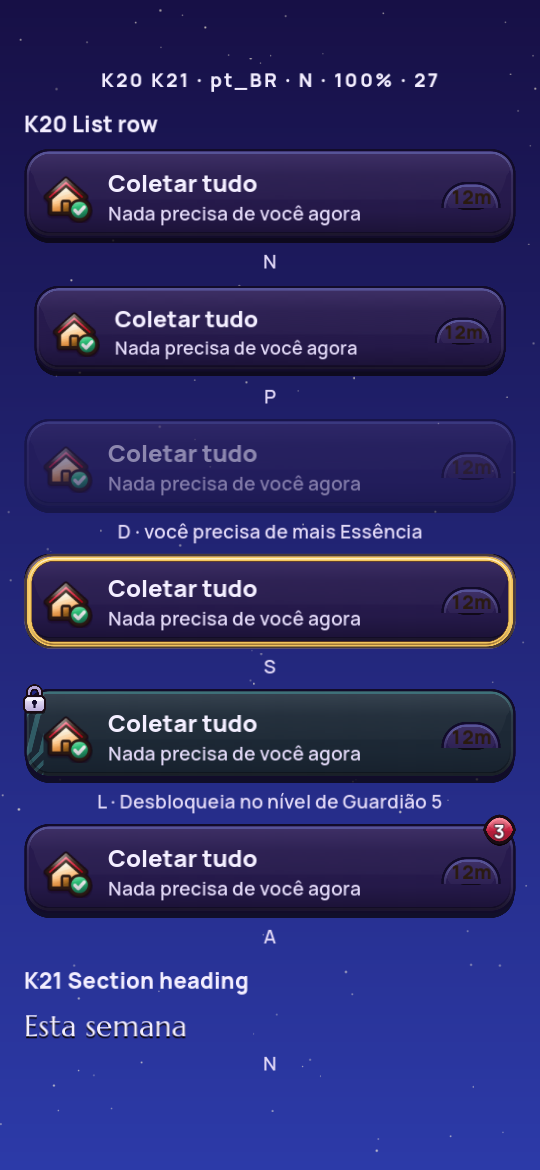 K20 K21 · pt_BR · N · 100% · 27
K20 List row
Coletar tudo
Nada precisa de você agora
12m
N
Coletar tudo
Nada precisa de você agora
12m
P
Coletar tudo
Nada precisa de você agora
12m
D · você precisa de mais Essência
Coletar tudo
Nada precisa de você agora
12m
S
Coletar tudo
Nada precisa de você agora
12m
L · Desbloqueia no nível de Guardião 5
3
Coletar tudo
Nada precisa de você agora
12m
A
K21 Section heading
Esta semana
N